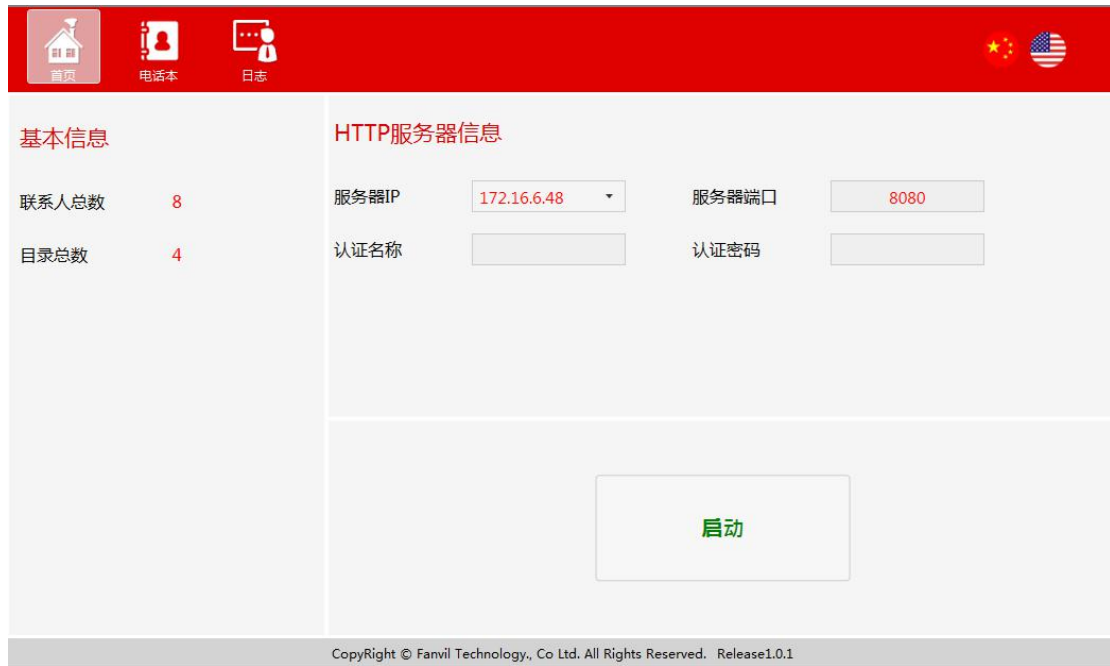 首页 电话本 日志
基本信息
联系人总数 8
目录总数 4
HTTP服务器信息
服务器IP 172.16.6.48 服务器端口 8080
认证名称 认证密码
启动
CopyRight © Fanvil Technology., Co Ltd. All Rights Reserved. Release1.0.1